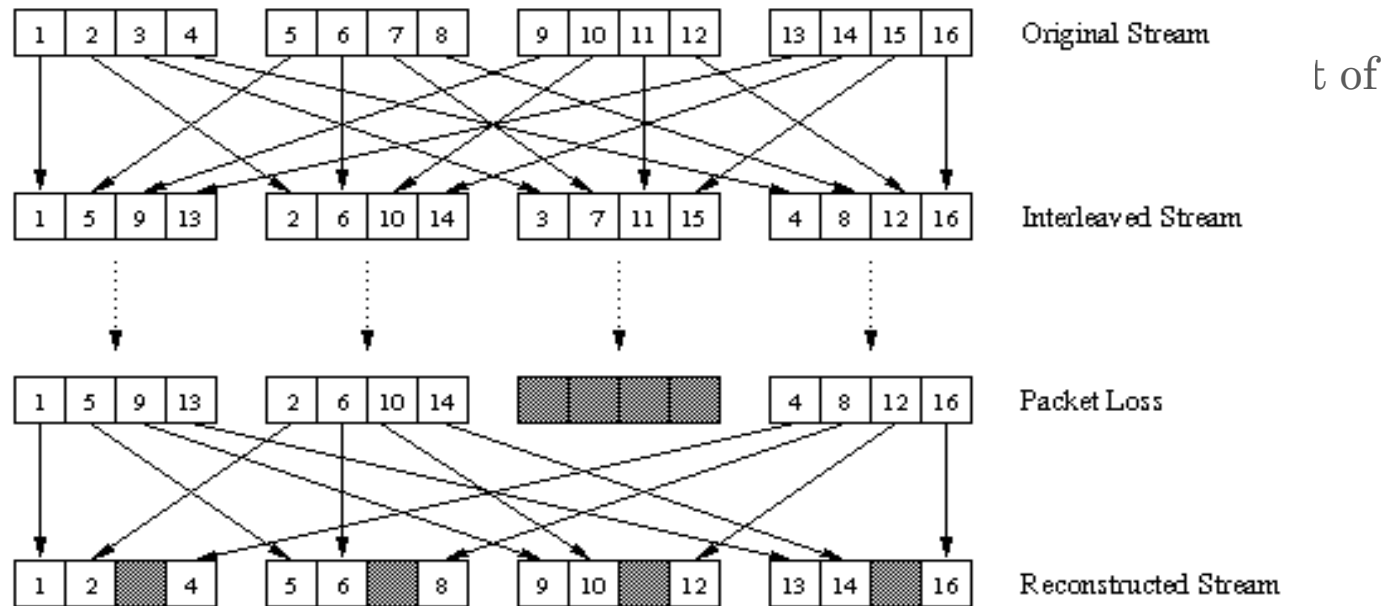 1 2 3 4 5 6 7 8 9 10 11 12 13 14 15 16 Original Stream
t of
1 5 9 13 2 6 10 14 3 7 11 15 4 8 12 16 Interleaved Stream
1 5 9 13 2 6 10 14 4 8 12 16 Packet Loss
1 2 4 5 6 8 9 10 12 13 14 16 Reconstructed Stream